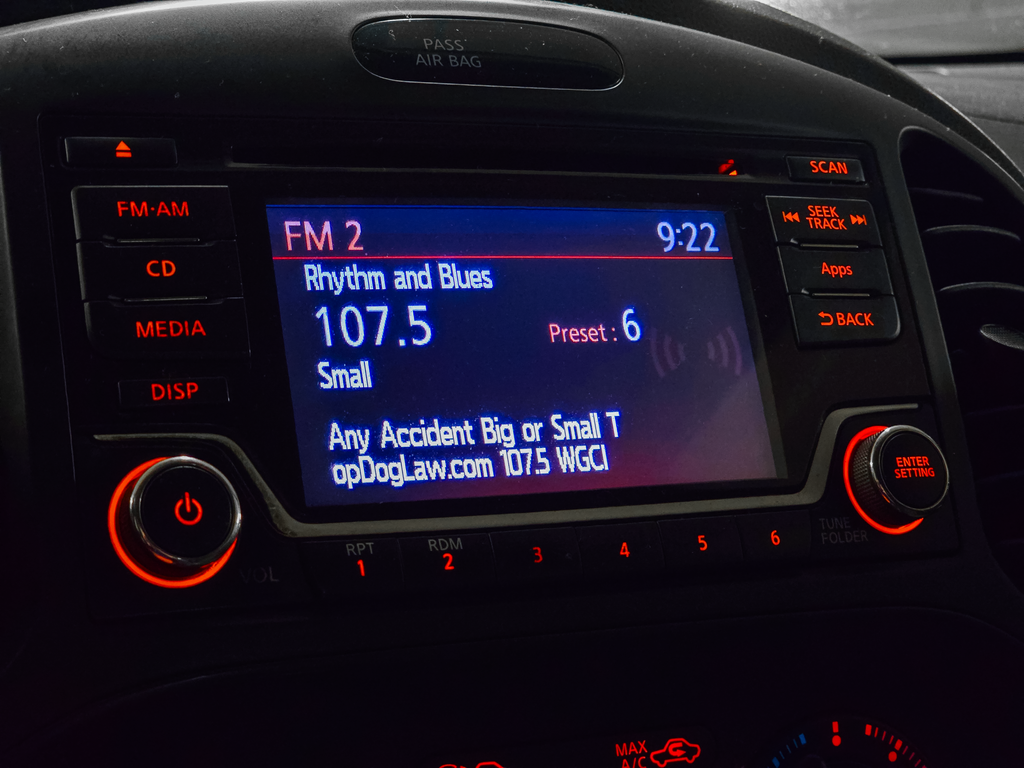 PASS
AIR BAG
SCAN
FM·AM
SEEK
TRACK
CD
Apps
MEDIA
BACK
DISP
FM 2
9:22
Rhythm and Blues
107.5
Preset : 6
Small
Any Accident Big or Small T
opDogLaw.com 107.5 WGCI
ENTER
SETTING
VOL
RPT
1
RDM
2
3
4
5
6
TUNE
FOLDER
MAX
A/C